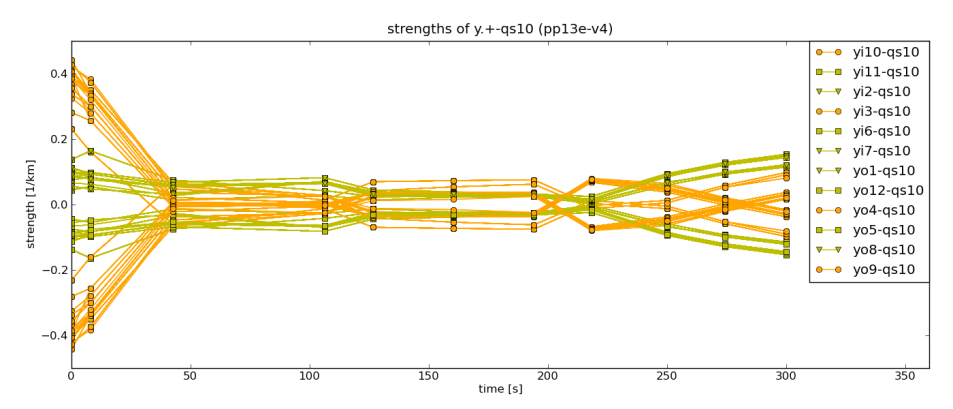 strengths of y.+-qs10 (pp13e-v4)
strength [1/km]
0.4
0.2
0.0
−0.2
−0.4
0
50
100
150
200
250
300
350
time [s]
yi10-qs10
yi11-qs10
yi2-qs10
yi3-qs10
yi6-qs10
yi7-qs10
yo1-qs10
yo12-qs10
yo4-qs10
yo5-qs10
yo8-qs10
yo9-qs10